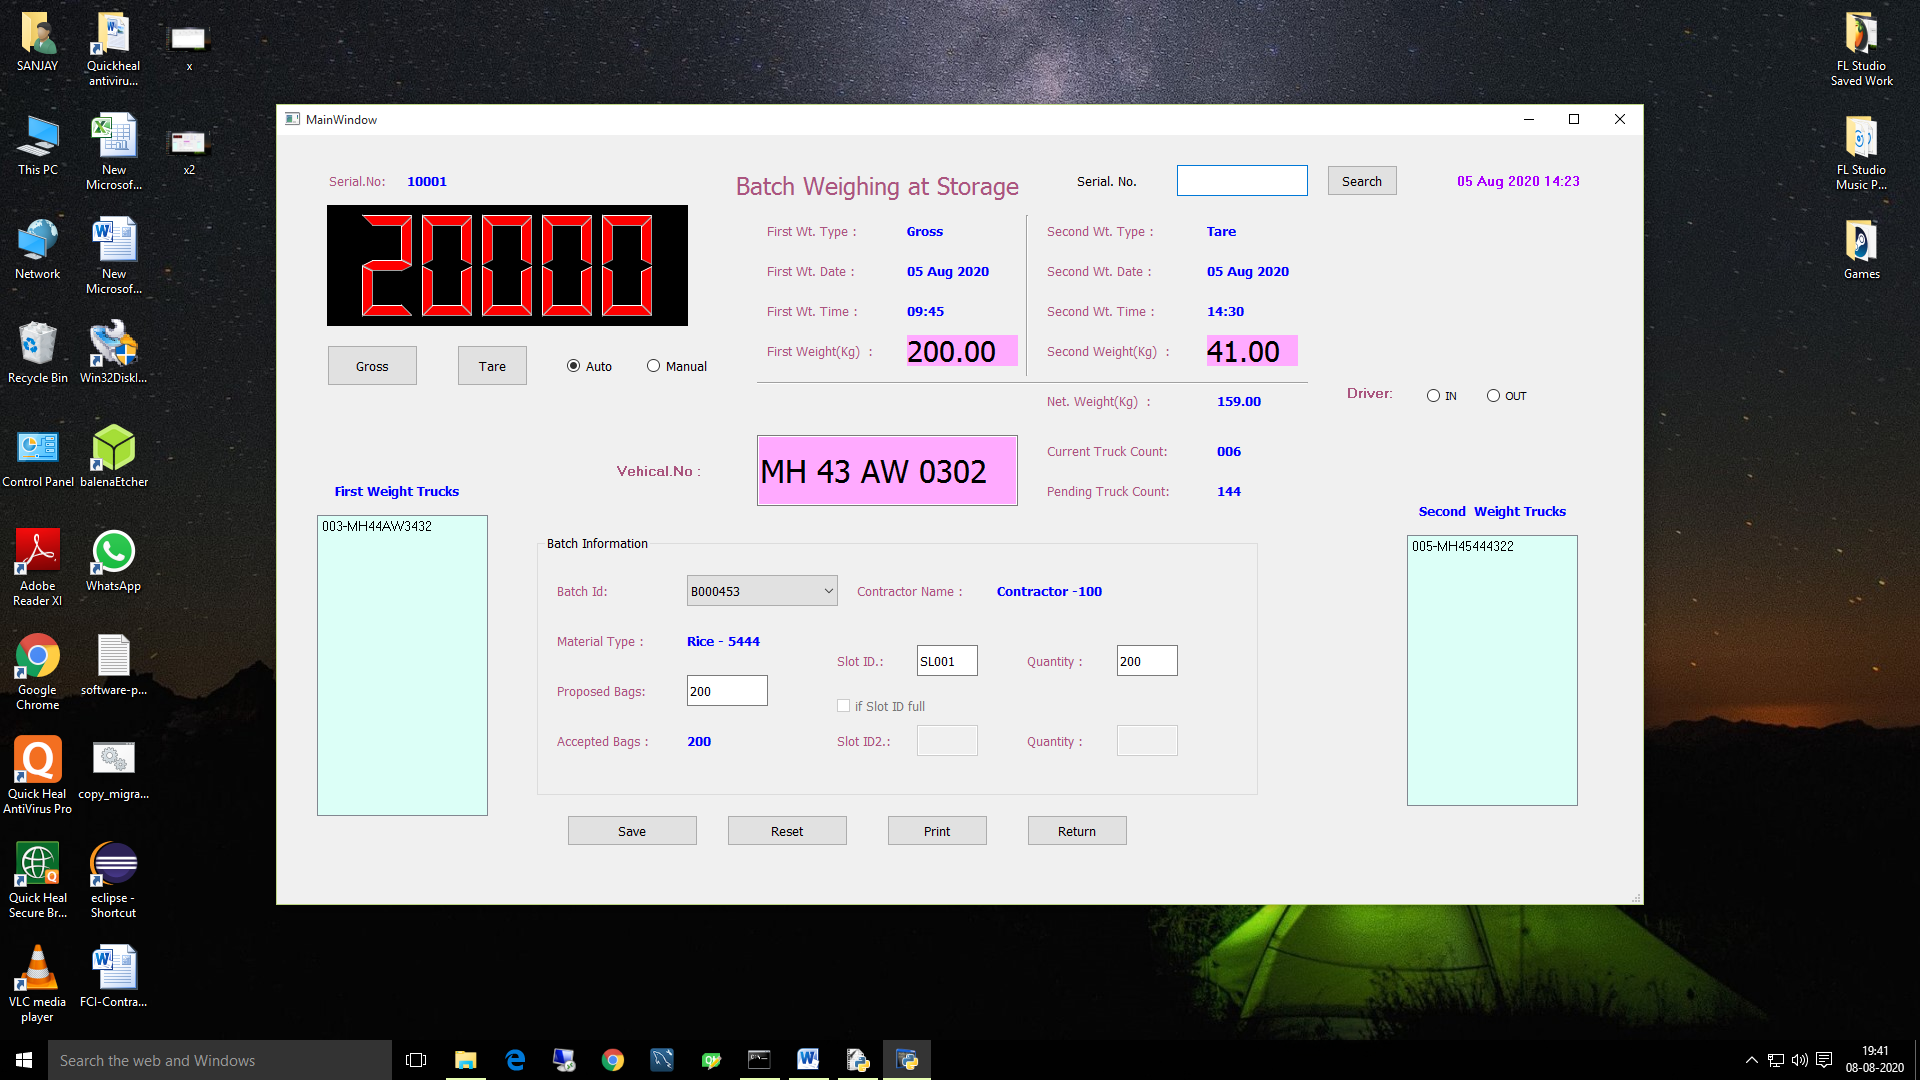 SANJAY
Quickheal
antiviru...
x
This PC
New
Microsof...
x2
Network
New
Microsof...
Recycle Bin
Win32DiskI...
Control Panel
balenaEtcher
Adobe
Reader XI
WhatsApp
Google
Chrome
software-p...
Quick Heal
AntiVirus Pro
copy_migra...
Quick Heal
Secure Br...
eclipse -
Shortcut
VLC media
player
FCI-Contra...
FL Studio
Saved Work
FL Studio
Music P...
Games
MainWindow
Serial.No: 10001
Batch Weighing at Storage
Serial. No.
Search
05 Aug 2020 14:23
20000
Gross
Tare
Auto
Manual
First Wt. Type : Gross
First Wt. Date : 05 Aug 2020
First Wt. Time : 09:45
First Weight(Kg) : 200.00
Second Wt. Type : Tare
Second Wt. Date : 05 Aug 2020
Second Wt. Time : 14:30
Second Weight(Kg) : 41.00
Net. Weight(Kg) : 159.00
Driver: IN OUT
Vehical.No : MH 43 AW 0302
Current Truck Count: 006
Pending Truck Count: 144
First Weight Trucks
003-MH44AW3432
Second Weight Trucks
005-MH45444322
Batch Information
Batch Id: B000453
Contractor Name : Contractor -100
Material Type : Rice - 5444
Slot ID.: SL001
Quantity : 200
Proposed Bags: 200
if Slot ID full
Accepted Bags : 200
Slot ID2.:
Quantity :
Save
Reset
Print
Return
Search the web and Windows
19:41
08-08-2020